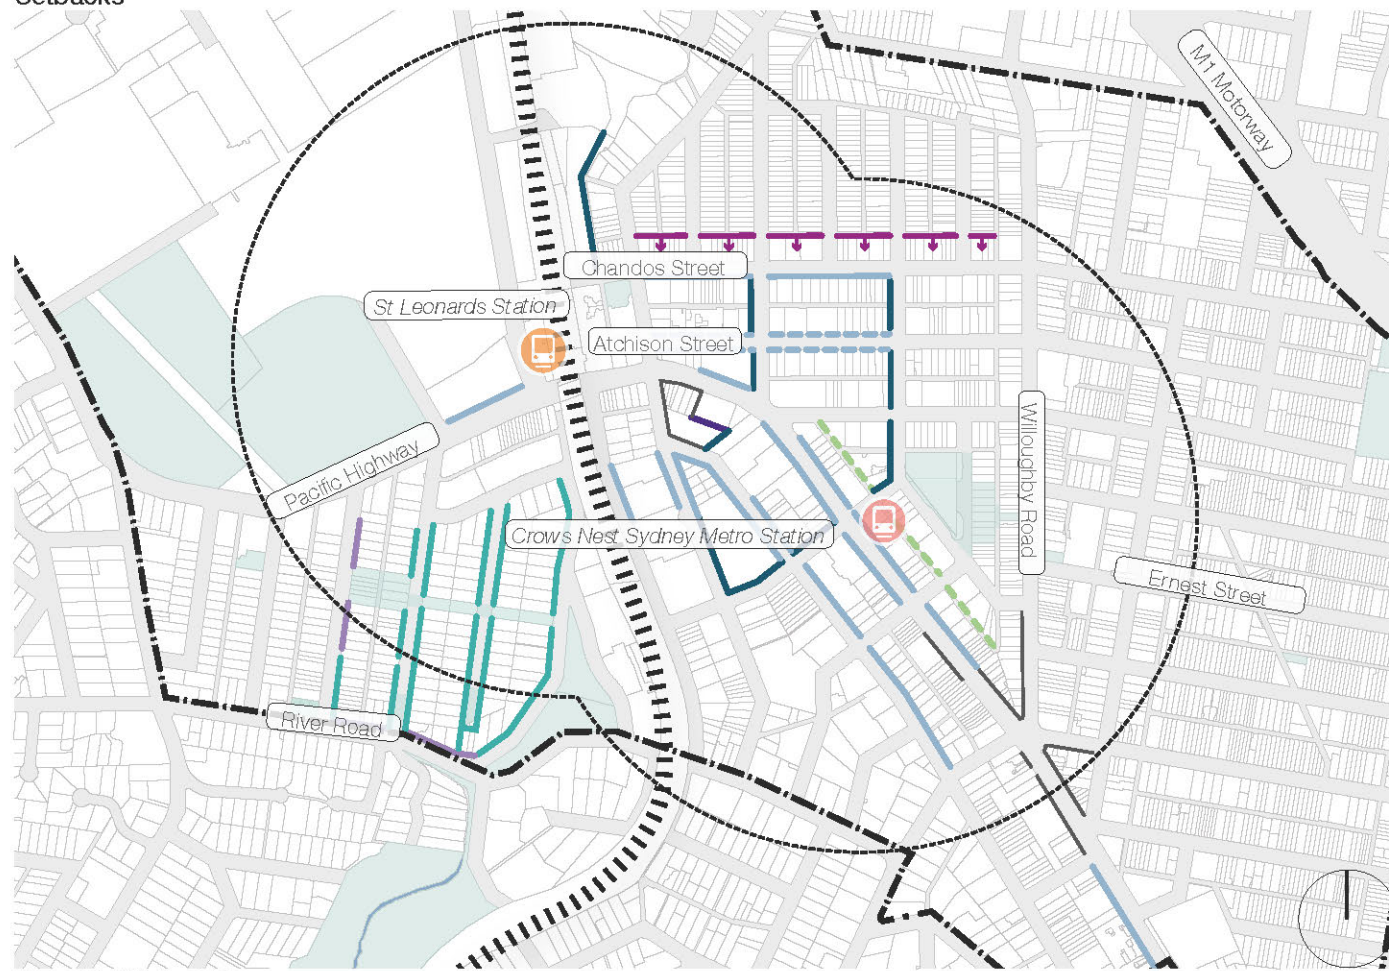 Setbacks
M1 Motorway
Chandos Street
St Leonards Station
Atchison Street
Pacific Highway
Willoughby Road
Crows Nest Sydney Metro Station
Ernest Street
River Road